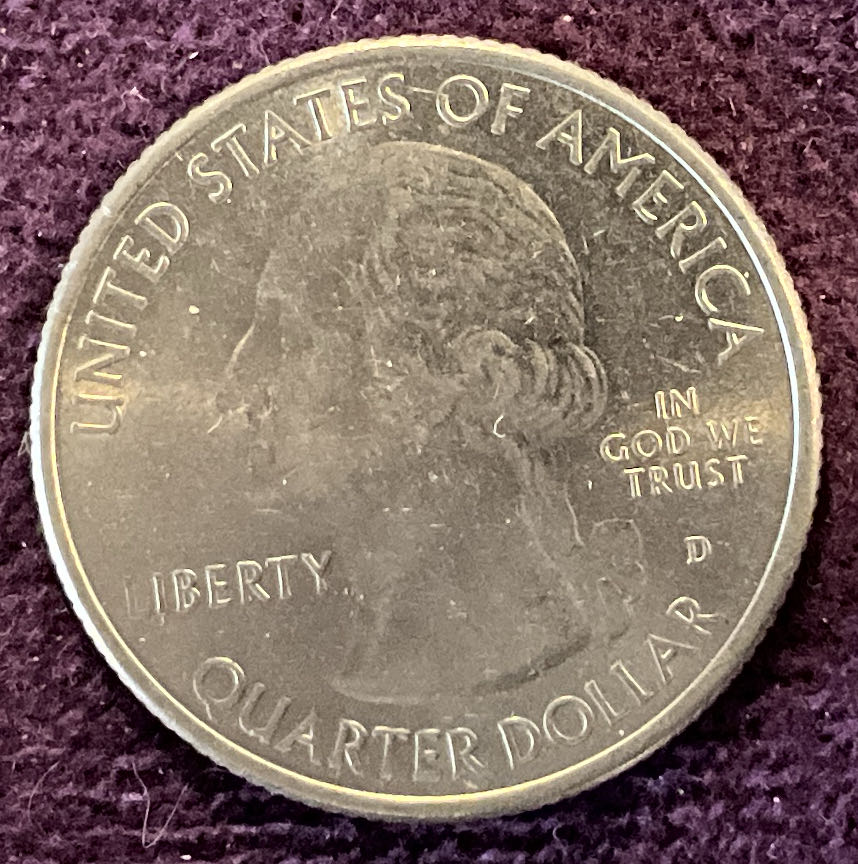 UNITED STATES OF AMERICA
IN
GOD WE
TRUST
D
LIBERTY
QUARTER DOLLAR